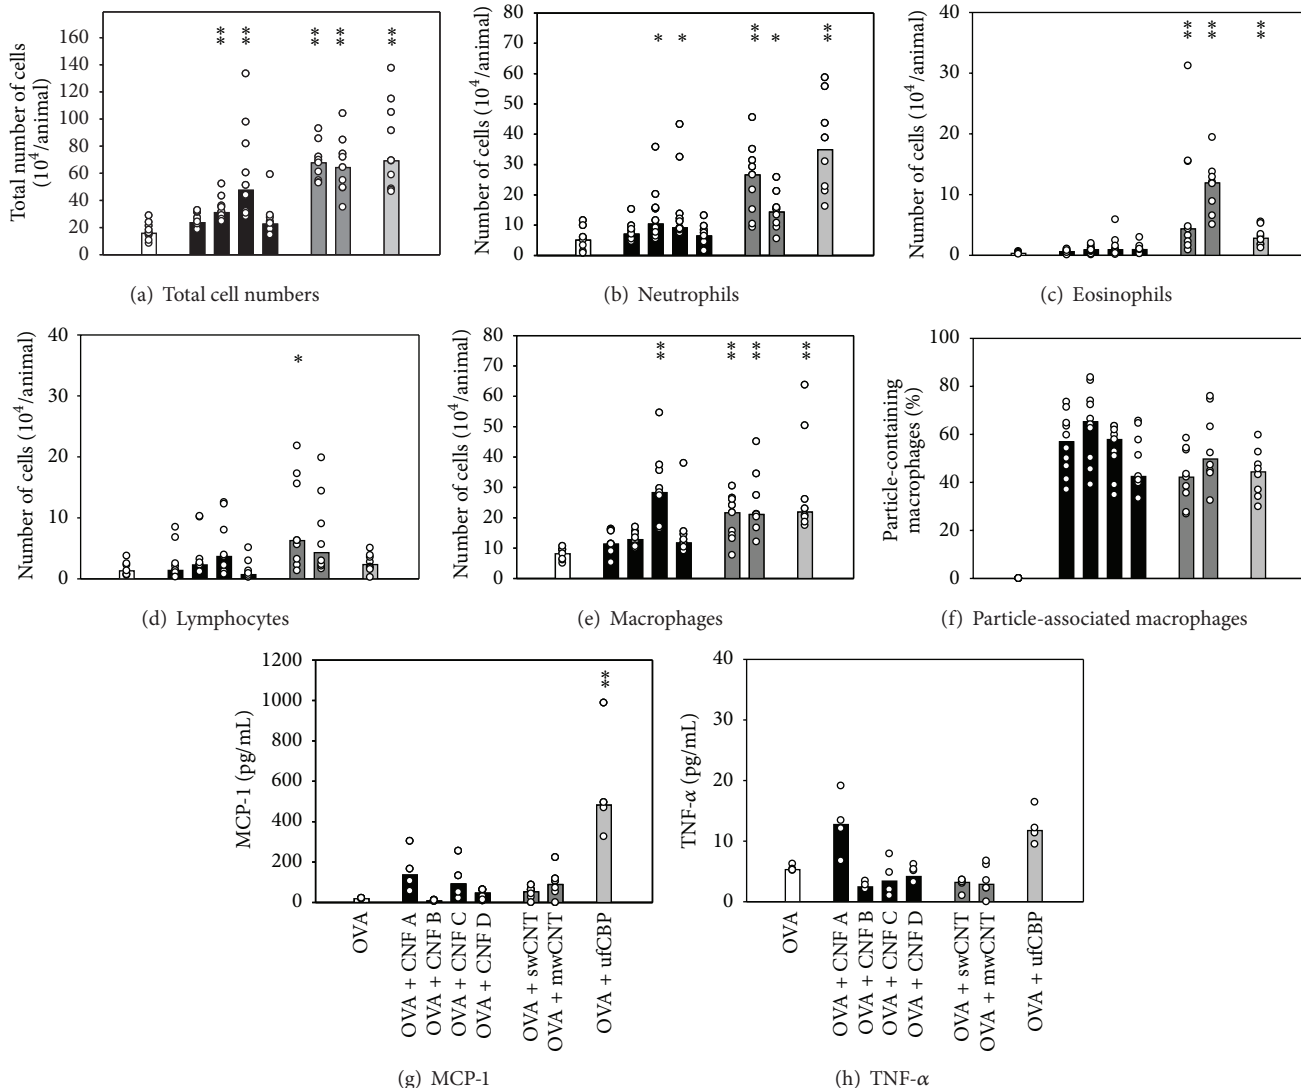 Total number of cells
(10⁴/animal)
160
140
120
100
80
60
40
20
0
** ** ** ** **
(a) Total cell numbers
Number of cells (10⁴/animal)
80
70
60
50
40
30
20
10
0
* * ** * **
(b) Neutrophils
Number of cells (10⁴/animal)
40
30
20
10
0
** ** **
(c) Eosinophils
Number of cells (10⁴/animal)
40
30
20
10
0
*
(d) Lymphocytes
Number of cells (10⁴/animal)
80
70
60
50
40
30
20
10
0
** ** ** **
(e) Macrophages
Particle-containing
macrophages (%)
100
80
60
40
20
0
(f) Particle-associated macrophages
MCP-1 (pg/mL)
1200
1000
800
600
400
200
0
**
OVA
OVA + CNF A
OVA + CNF B
OVA + CNF C
OVA + CNF D
OVA + swCNT
OVA + mwCNT
OVA + ufCBP
(g) MCP-1
TNF-α (pg/mL)
40
30
20
10
0
OVA
OVA + CNF A
OVA + CNF B
OVA + CNF C
OVA + CNF D
OVA + swCNT
OVA + mwCNT
OVA + ufCBP
(h) TNF-α